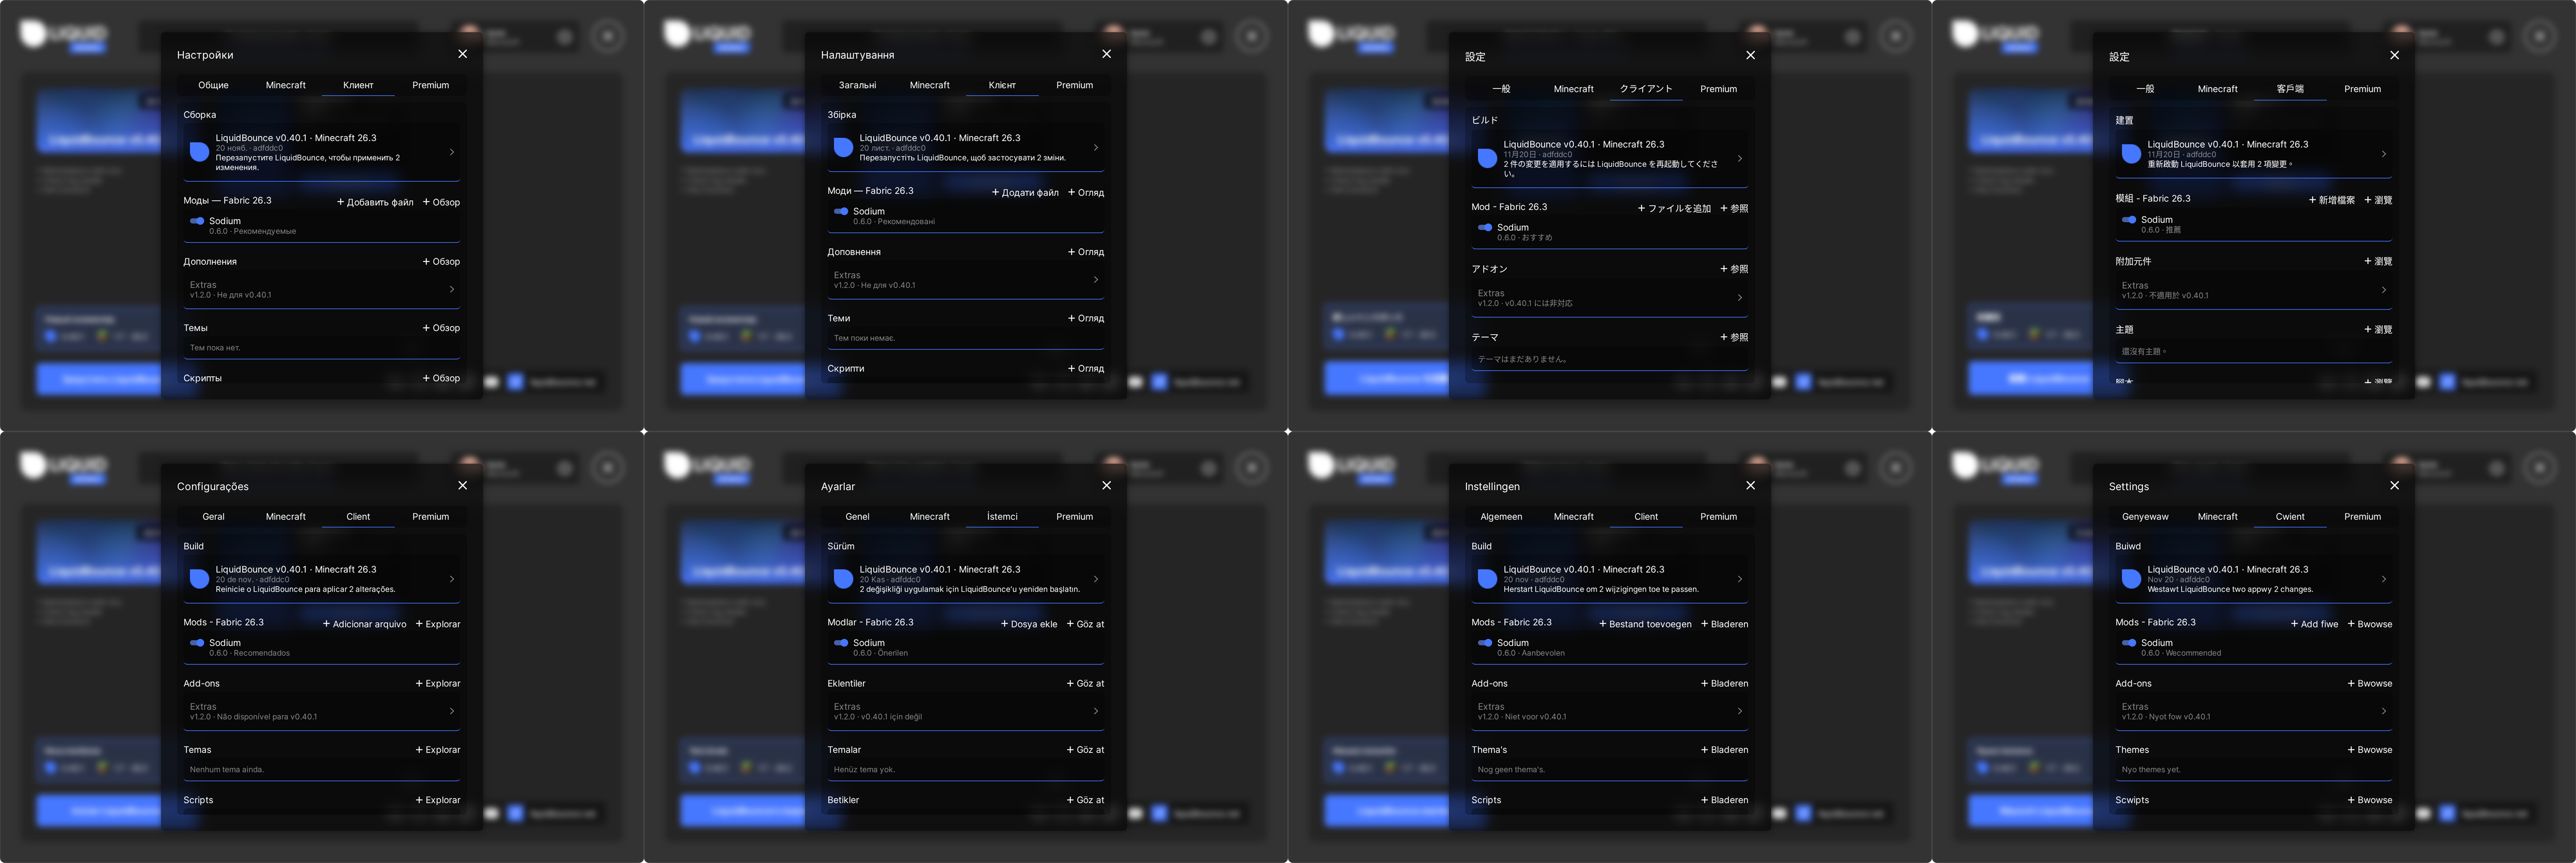 LIQUID
Настройки
Общие Minecraft Клиент Premium
Сборка
LiquidBounce v0.40.1 · Minecraft 26.3
20 нояб. · adfddc0
Перезапустите LiquidBounce, чтобы применить 2
изменения.
Моды — Fabric 26.3 + Добавить файл + Обзор
Sodium
0.6.0 · Рекомендуемые
Дополнения + Обзор
Extras
v1.2.0 · Не для v0.40.1
Темы + Обзор
Тем пока нет.
Скрипты + Обзор
LIQUID
Налаштування
Загальні Minecraft Клієнт Premium
Збірка
LiquidBounce v0.40.1 · Minecraft 26.3
20 лист. · adfddc0
Перезапустіть LiquidBounce, щоб застосувати 2 зміни.
Моди — Fabric 26.3 + Додати файл + Огляд
Sodium
0.6.0 · Рекомендовані
Доповнення + Огляд
Extras
v1.2.0 · Не для v0.40.1
Теми + Огляд
Тем поки немає.
Скрипти + Огляд
LIQUID
設定
一般 Minecraft クライアント Premium
ビルド
LiquidBounce v0.40.1 · Minecraft 26.3
11月20日 · adfddc0
2 件の変更を適用するには LiquidBounce を再起動してくださ
い。
Mod - Fabric 26.3 + ファイルを追加 + 参照
Sodium
0.6.0 · おすすめ
アドオン + 参照
Extras
v1.2.0 · v0.40.1 には非対応
テーマ + 参照
テーマはまだありません。
LIQUID
設定
一般 Minecraft 客戶端 Premium
建置
LiquidBounce v0.40.1 · Minecraft 26.3
11月20日 · adfddc0
重新啟動 LiquidBounce 以套用 2 項變更。
模組 - Fabric 26.3 + 新增檔案 + 瀏覽
Sodium
0.6.0 · 推薦
附加元件 + 瀏覽
Extras
v1.2.0 · 不適用於 v0.40.1
主題 + 瀏覽
還沒有主題。
LIQUID
Configurações
Geral Minecraft Client Premium
Build
LiquidBounce v0.40.1 · Minecraft 26.3
20 de nov. · adfddc0
Reinicie o LiquidBounce para aplicar 2 alterações.
Mods - Fabric 26.3 + Adicionar arquivo + Explorar
Sodium
0.6.0 · Recomendados
Add-ons + Explorar
Extras
v1.2.0 · Não disponível para v0.40.1
Temas + Explorar
Nenhum tema ainda.
Scripts + Explorar
LIQUID
Ayarlar
Genel Minecraft İstemci Premium
Sürüm
LiquidBounce v0.40.1 · Minecraft 26.3
20 Kas · adfddc0
2 değişikliği uygulamak için LiquidBounce'u yeniden başlatın.
Modlar - Fabric 26.3 + Dosya ekle + Göz at
Sodium
0.6.0 · Önerilen
Eklentiler + Göz at
Extras
v1.2.0 · v0.40.1 için değil
Temalar + Göz at
Henüz tema yok.
Betikler + Göz at
LIQUID
Instellingen
Algemeen Minecraft Client Premium
Build
LiquidBounce v0.40.1 · Minecraft 26.3
20 nov · adfddc0
Herstart LiquidBounce om 2 wijzigingen toe te passen.
Mods - Fabric 26.3 + Bestand toevoegen + Bladeren
Sodium
0.6.0 · Aanbevolen
Add-ons + Bladeren
Extras
v1.2.0 · Niet voor v0.40.1
Thema's + Bladeren
Nog geen thema's.
Scripts + Bladeren
LIQUID
Settings
Genyewaw Minecraft Cwient Premium
Buiwd
LiquidBounce v0.40.1 · Minecraft 26.3
Nov 20 · adfddc0
Westawt LiquidBounce two appwy 2 changes.
Mods - Fabric 26.3 + Add fiwe + Bwowse
Sodium
0.6.0 · Wecommended
Add-ons + Bwowse
Extras
v1.2.0 · Nyot fow v0.40.1
Themes + Bwowse
Nyo themes yet.
Scwipts + Bwowse